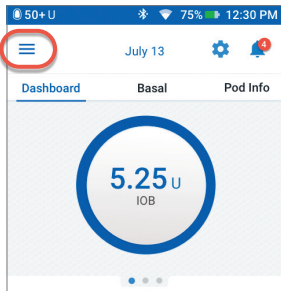 50+ U 75% 12:30 PM
July 13 4
Dashboard Basal Pod Info
5.25 U
IOB